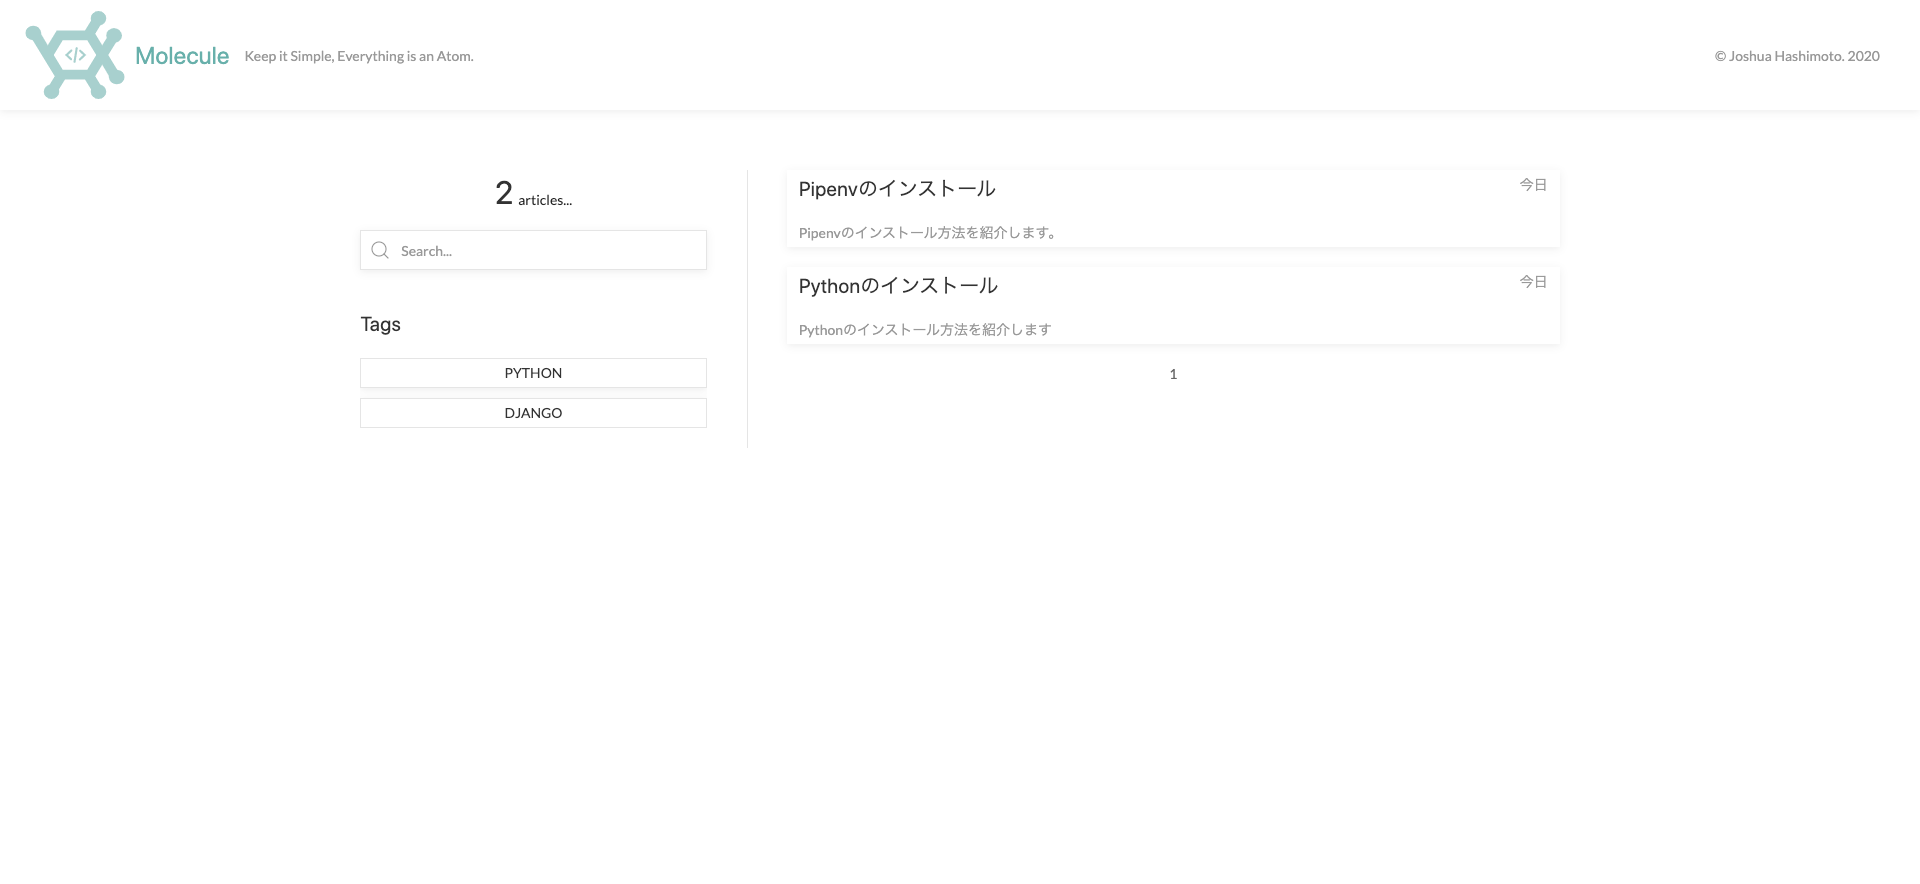 </>
Molecule Keep it Simple, Everything is an Atom.
© Joshua Hashimoto. 2020
2 articles...
Search...
Tags
PYTHON
DJANGO
Pipenvのインストール 今日
Pipenvのインストール方法を紹介します。
Pythonのインストール 今日
Pythonのインストール方法を紹介します
1